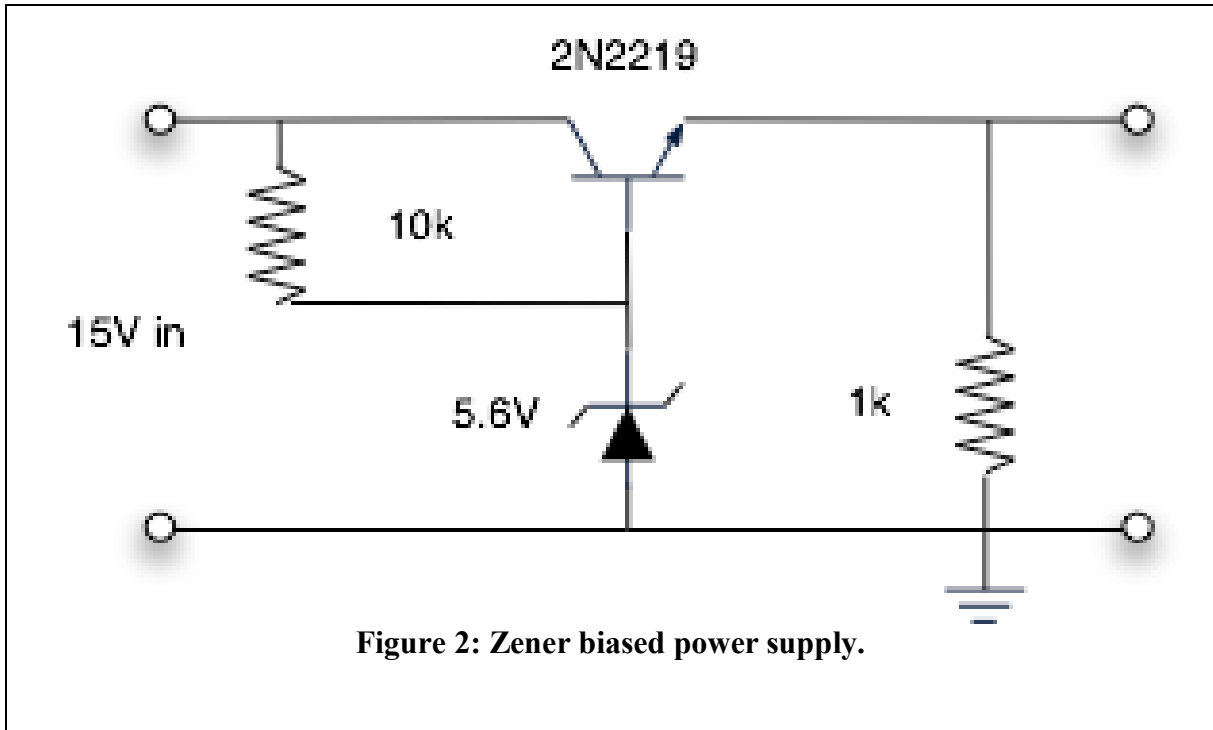 2N2219
10k
15V in
5.6V
1k
Figure 2: Zener biased power supply.